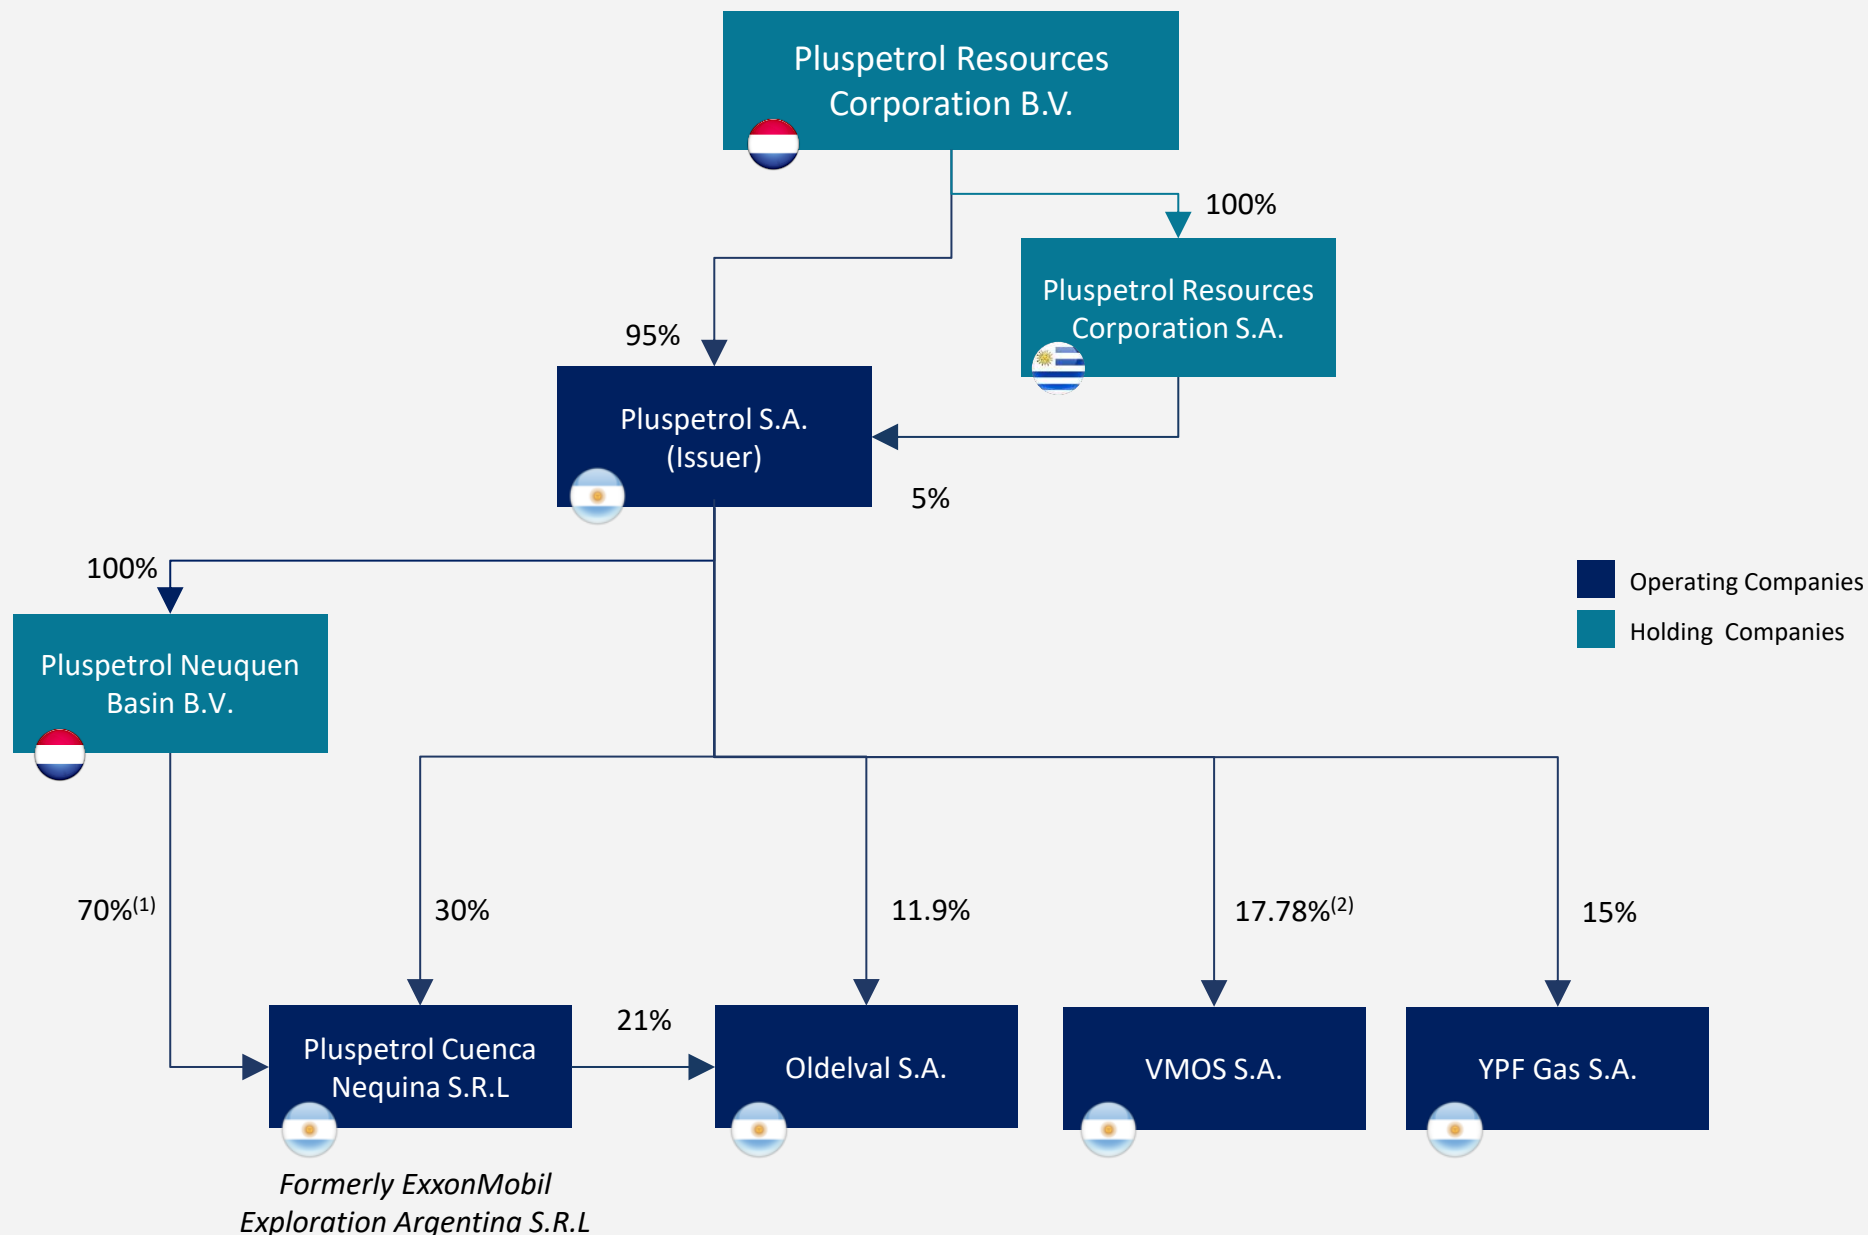 Pluspetrol Resources
Corporation B.V.
100%
Pluspetrol Resources
Corporation S.A.
95%
Pluspetrol S.A.
(Issuer)
5%
100%
Operating Companies
Holding Companies
Pluspetrol Neuquen
Basin B.V.
70%(1)
30%
11.9%
17.78%(2)
15%
Pluspetrol Cuenca
Nequina S.R.L
21%
Oldelval S.A.
VMOS S.A.
YPF Gas S.A.
Formerly ExxonMobil
Exploration Argentina S.R.L